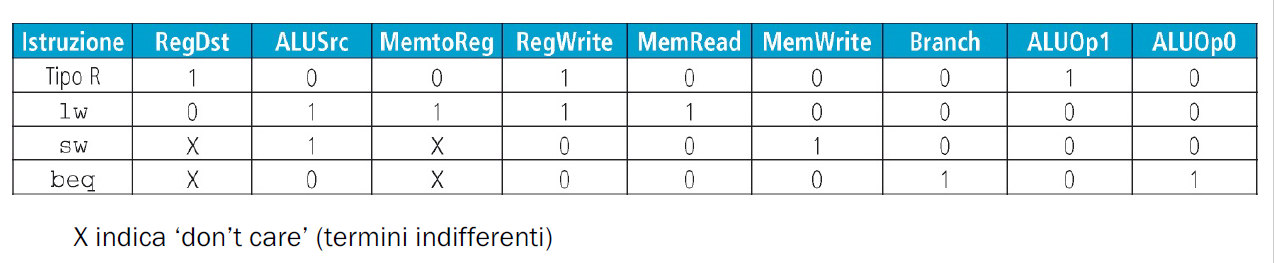 Istruzione RegDst ALUSrc MemtoReg RegWrite MemRead MemWrite Branch ALUOp1 ALUOp0
Tipo R 1 0 0 1 0 0 0 1 0
lw 0 1 1 1 1 0 0 0 0
sw X 1 X 0 0 1 0 0 0
beq X 0 X 0 0 0 1 0 1
X indica ‘don’t care’ (termini indifferenti)